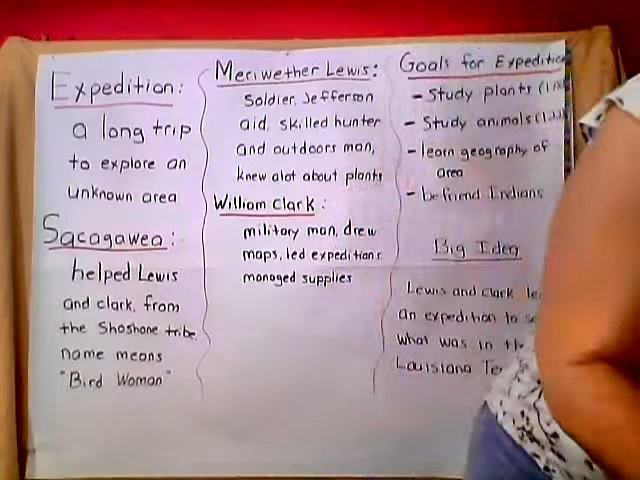 Expedition:
a long trip
to explore an
unknown area
Sacagawea:
helped Lewis
and clark, from
the Shoshone tribe,
name means
"Bird Woman"
Meriwether Lewis:
Soldier, Jefferson
aid, skilled hunter
and outdoors man,
knew alot about plants
William Clark:
military man, drew
maps, led expeditions
managed supplies
Goals for Expedition
- Study plants
- Study animals
- learn geography of
area
- befriend Indians
Big Idea
Lewis and Clark
an expedition to
what was in
Louisiana